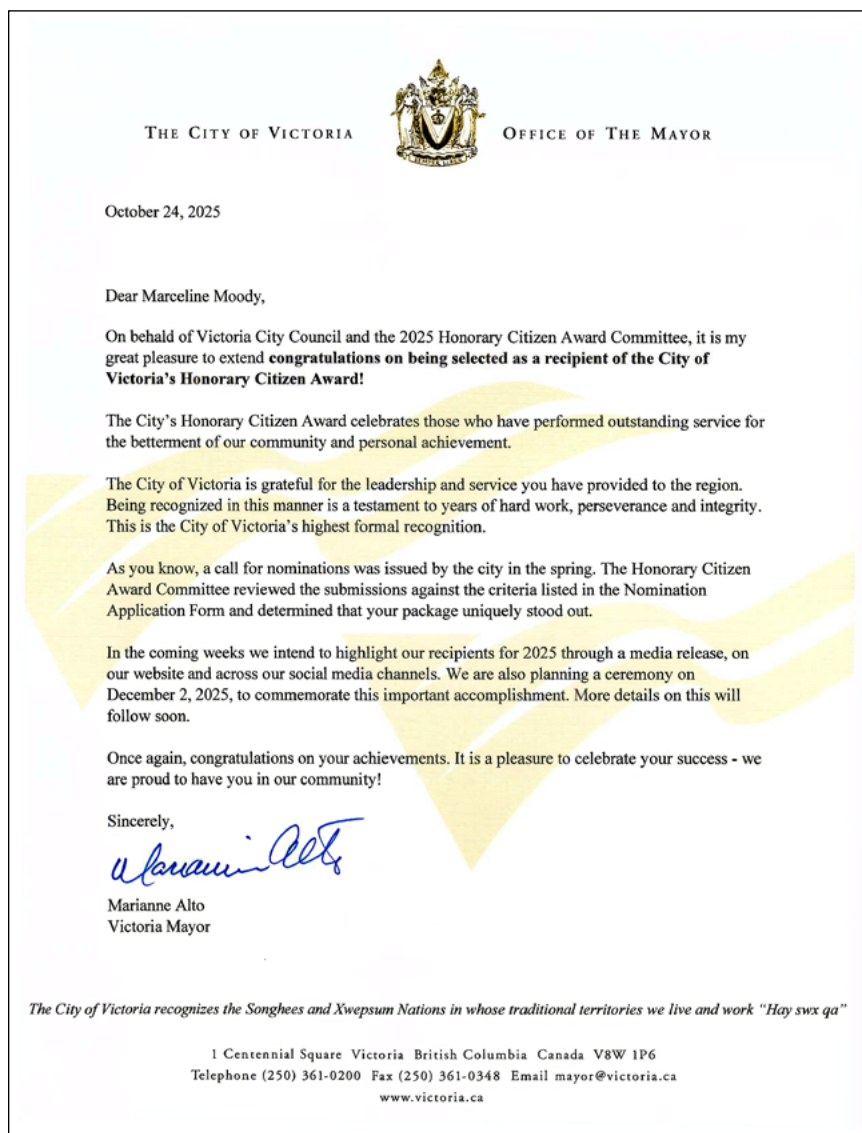 THE CITY OF VICTORIA
OFFICE OF THE MAYOR
SEMPER LIBER
October 24, 2025
Dear Marceline Moody,
On behalf of Victoria City Council and the 2025 Honorary Citizen Award Committee, it is my
great pleasure to extend congratulations on being selected as a recipient of the City of
Victoria's Honorary Citizen Award!
The City's Honorary Citizen Award celebrates those who have performed outstanding service for
the betterment of our community and personal achievement.
The City of Victoria is grateful for the leadership and service you have provided to the region.
Being recognized in this manner is a testament to years of hard work, perseverance and integrity.
This is the City of Victoria's highest formal recognition.
As you know, a call for nominations was issued by the city in the spring. The Honorary Citizen
Award Committee reviewed the submissions against the criteria listed in the Nomination
Application Form and determined that your package uniquely stood out.
In the coming weeks we intend to highlight our recipients for 2025 through a media release, on
our website and across our social media channels. We are also planning a ceremony on
December 2, 2025, to commemorate this important accomplishment. More details on this will
follow soon.
Once again, congratulations on your achievements. It is a pleasure to celebrate your success - we
are proud to have you in our community!
Sincerely,
Marianne Alto
Marianne Alto
Victoria Mayor
The City of Victoria recognizes the Songhees and Xwepsum Nations in whose traditional territories we live and work "Hay swx qa"
1 Centennial Square Victoria British Columbia Canada V8W 1P6
Telephone (250) 361-0200 Fax (250) 361-0348 Email mayor@victoria.ca
www.victoria.ca